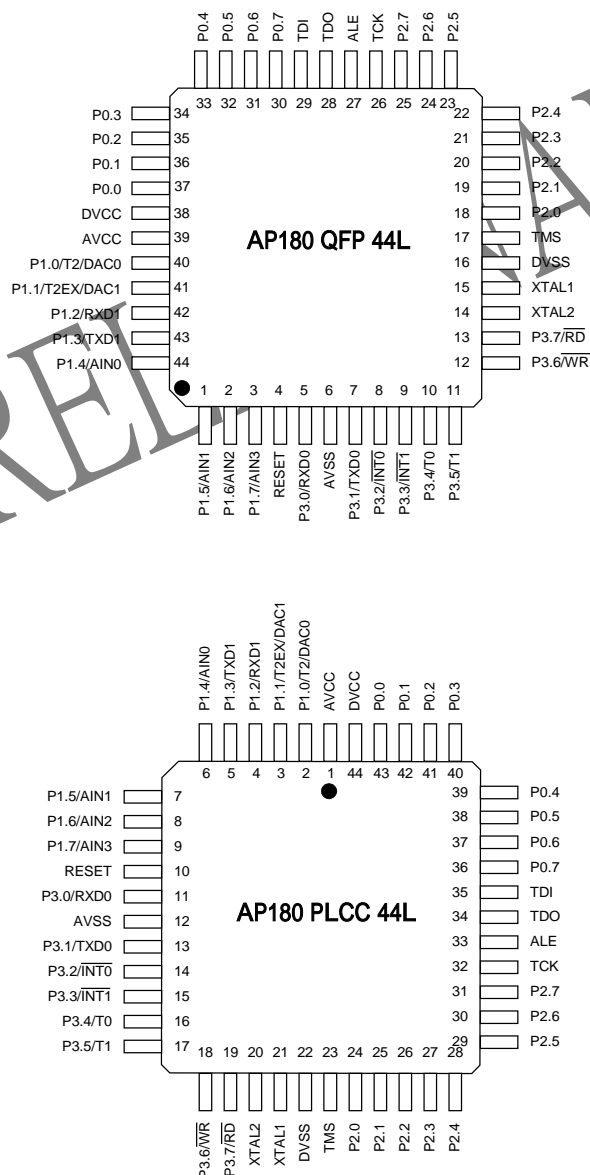 P0.4
P0.5
P0.6
P0.7
TDI
TDO
ALE
TCK
P2.7
P2.6
P2.5
33 32 31 30 29 28 27 26 25 24 23
P0.3 34
P0.2 35
P0.1 36
P0.0 37
DVCC 38
AVCC 39
P1.0/T2/DAC0 40
P1.1/T2EX/DAC1 41
P1.2/RXD1 42
P1.3/TXD1 43
P1.4/AIN0 44
AP180 QFP 44L
22 P2.4
21 P2.3
20 P2.2
19 P2.1
18 P2.0
17 TMS
16 DVSS
15 XTAL1
14 XTAL2
13 P3.7/R̅D̅
12 P3.6/W̅R̅
1 2 3 4 5 6 7 8 9 10 11
P1.5/AIN1
P1.6/AIN2
P1.7/AIN3
RESET
P3.0/RXD0
AVSS
P3.1/TXD0
P3.2/I̅N̅T̅0̅
P3.3/I̅N̅T̅1̅
P3.4/T0
P3.5/T1
P1.4/AIN0
P1.3/TXD1
P1.2/RXD1
P1.1/T2EX/DAC1
P1.0/T2/DAC0
AVCC
DVCC
P0.0
P0.1
P0.2
P0.3
6 5 4 3 2 1 44 43 42 41 40
P1.5/AIN1 7
P1.6/AIN2 8
P1.7/AIN3 9
RESET 10
P3.0/RXD0 11
AVSS 12
P3.1/TXD0 13
P3.2/I̅N̅T̅0̅ 14
P3.3/I̅N̅T̅1̅ 15
P3.4/T0 16
P3.5/T1 17
AP180 PLCC 44L
39 P0.4
38 P0.5
37 P0.6
36 P0.7
35 TDI
34 TDO
33 ALE
32 TCK
31 P2.7
30 P2.6
29 P2.5
18 19 20 21 22 23 24 25 26 27 28
P3.6/W̅R̅
P3.7/R̅D̅
XTAL2
XTAL1
DVSS
TMS
P2.0
P2.1
P2.2
P2.3
P2.4